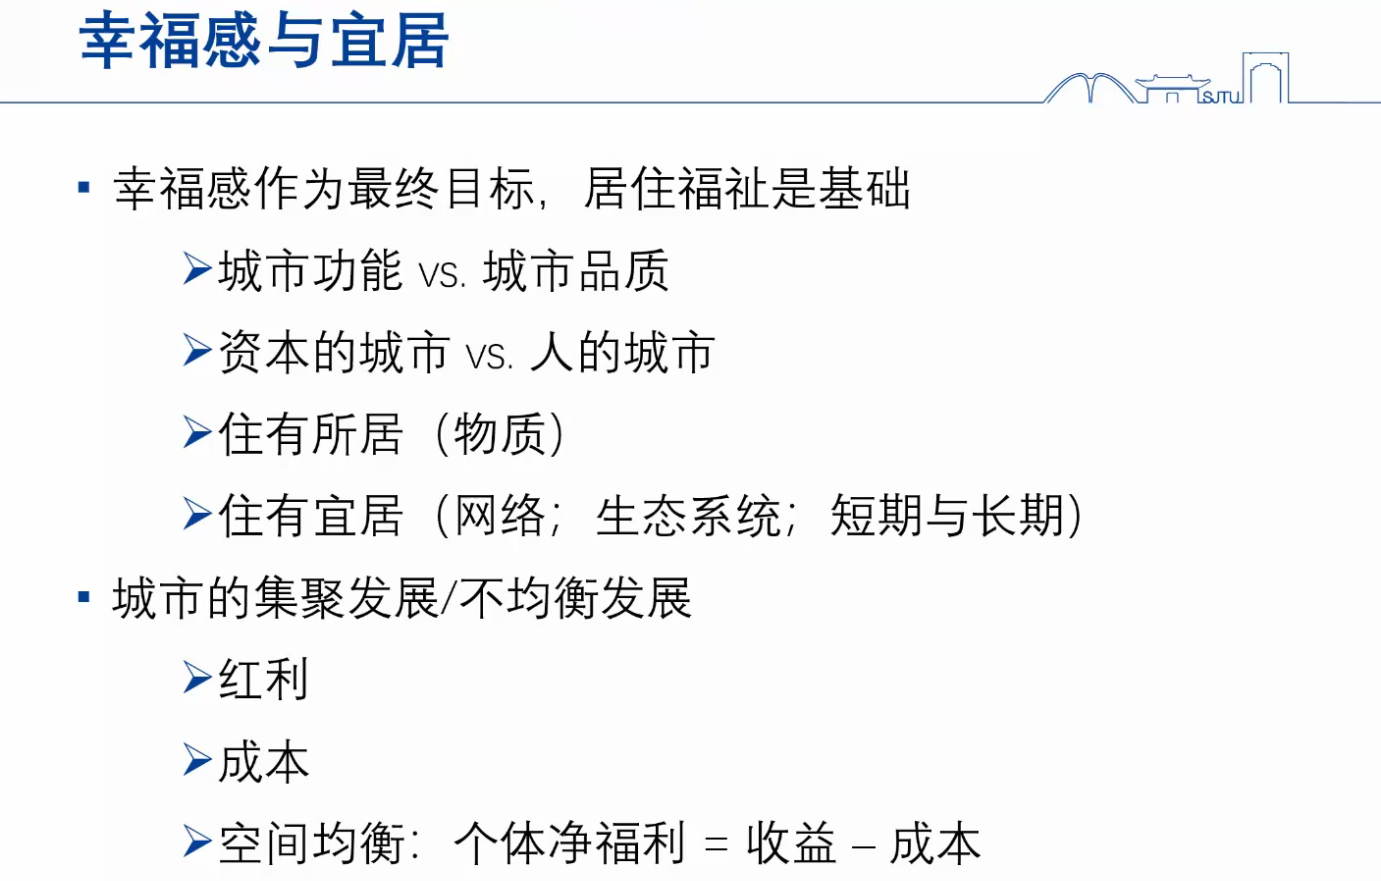 幸福感与宜居
SJTU
▪ 幸福感作为最终目标，居住福祉是基础
➢城市功能 vs. 城市品质
➢资本的城市 vs. 人的城市
➢住有所居（物质）
➢住有宜居（网络；生态系统；短期与长期）
▪ 城市的集聚发展/不均衡发展
➢红利
➢成本
➢空间均衡：个体净福利 = 收益 – 成本